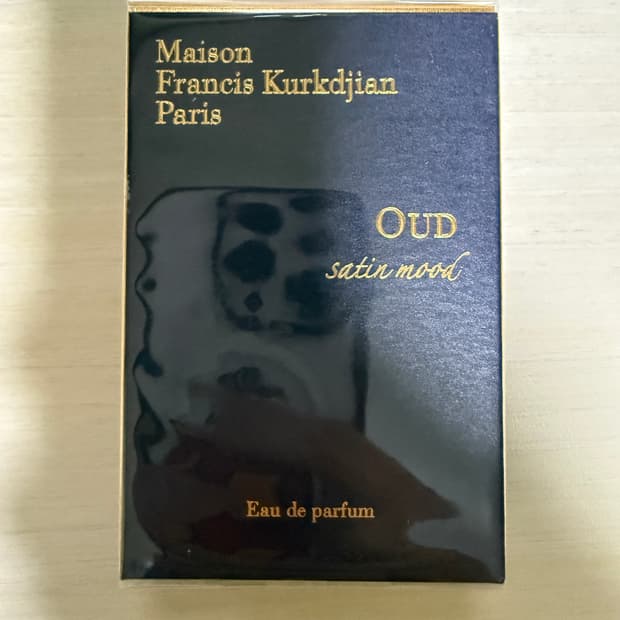 Maison
Francis Kurkdjian
Paris
OUD
satin mood
Eau de parfum